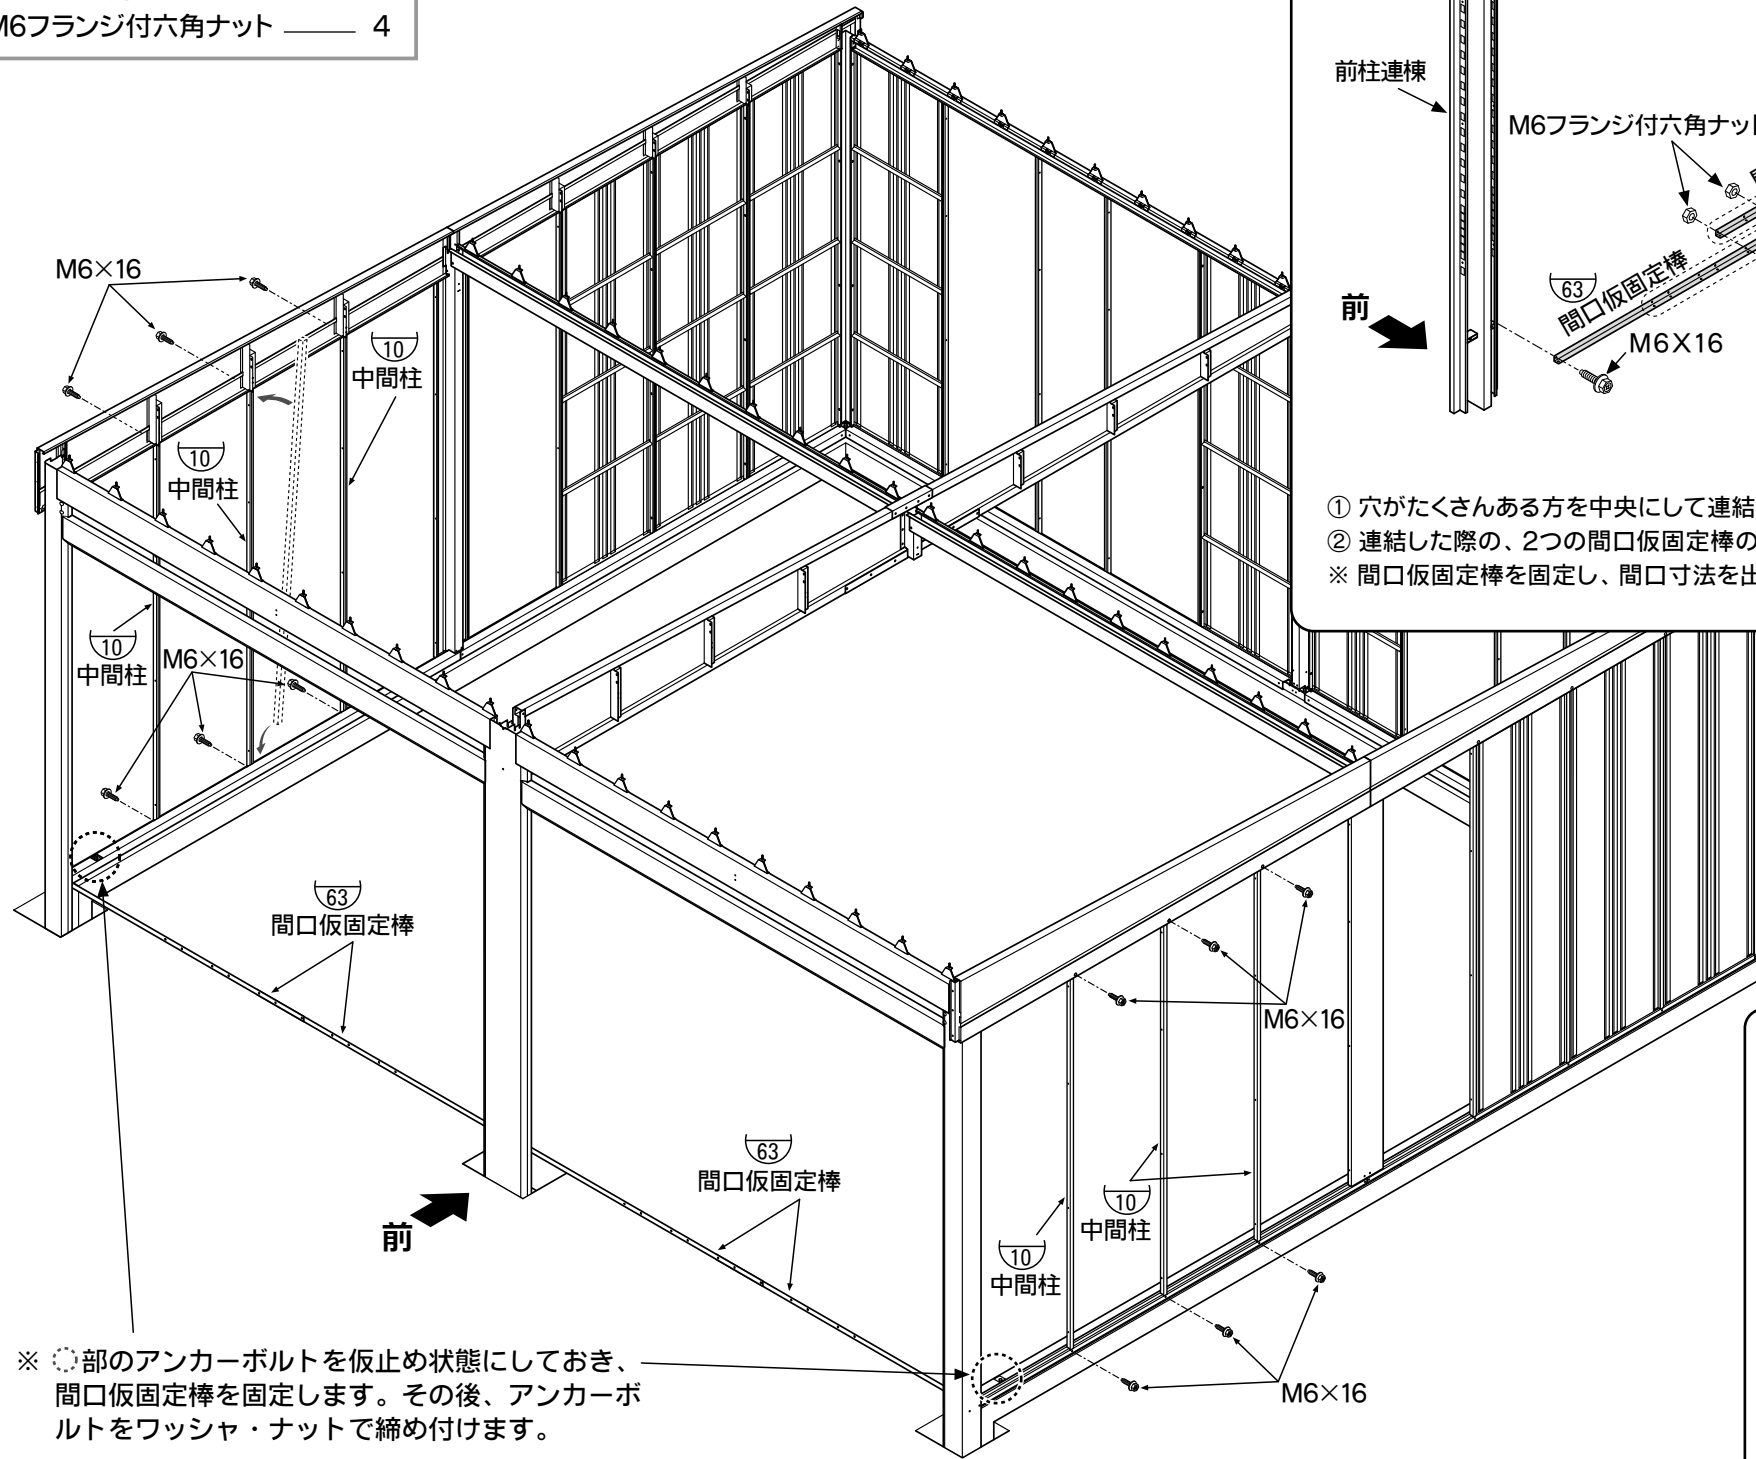 M6フランジ付六角ナット 4
前柱連棟
M6フランジ付六角ナット
63
間口仮固定棒
前
M6X16
① 穴がたくさんある方を中央にして連結
② 連結した際の、2つの間口仮固定棒の
※ 間口仮固定棒を固定し、間口寸法を出
M6×16
10
中間柱
10
中間柱
10
中間柱
M6×16
63
間口仮固定棒
63
間口仮固定棒
前
M6×16
10
中間柱
10
中間柱
M6×16
※ 部のアンカーボルトを仮止め状態にしておき、
間口仮固定棒を固定します。その後、アンカーボ
ルトをワッシャ・ナットで締め付けます。